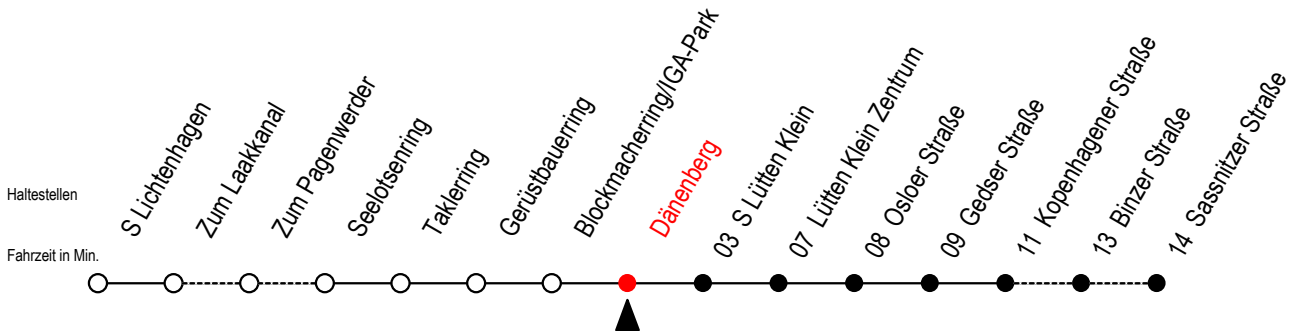 Haltestellen
Fahrzeit in Min.
S Lichtenhagen
Zum Laakkanal
Zum Pagenwerder
Seelotsenring
Taklerring
Gerüstbauerring
Blockmacherring/IGA-Park
Dänenberg
03 S Lütten Klein
07 Lütten Klein Zentrum
08 Osloer Straße
09 Gedser Straße
11 Kopenhagener Straße
13 Binzer Straße
14 Sassnitzer Straße